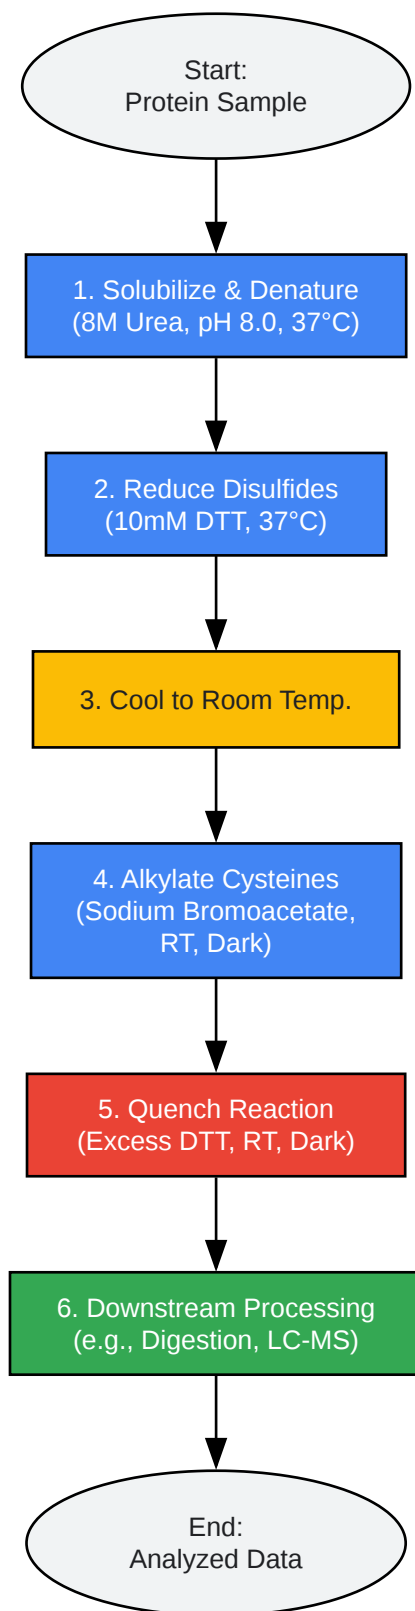 Start:
Protein Sample
1. Solubilize & Denature
(8M Urea, pH 8.0, 37°C)
2. Reduce Disulfides
(10mM DTT, 37°C)
3. Cool to Room Temp.
4. Alkylate Cysteines
(Sodium Bromoacetate,
RT, Dark)
5. Quench Reaction
(Excess DTT, RT, Dark)
6. Downstream Processing
(e.g., Digestion, LC-MS)
End:
Analyzed Data